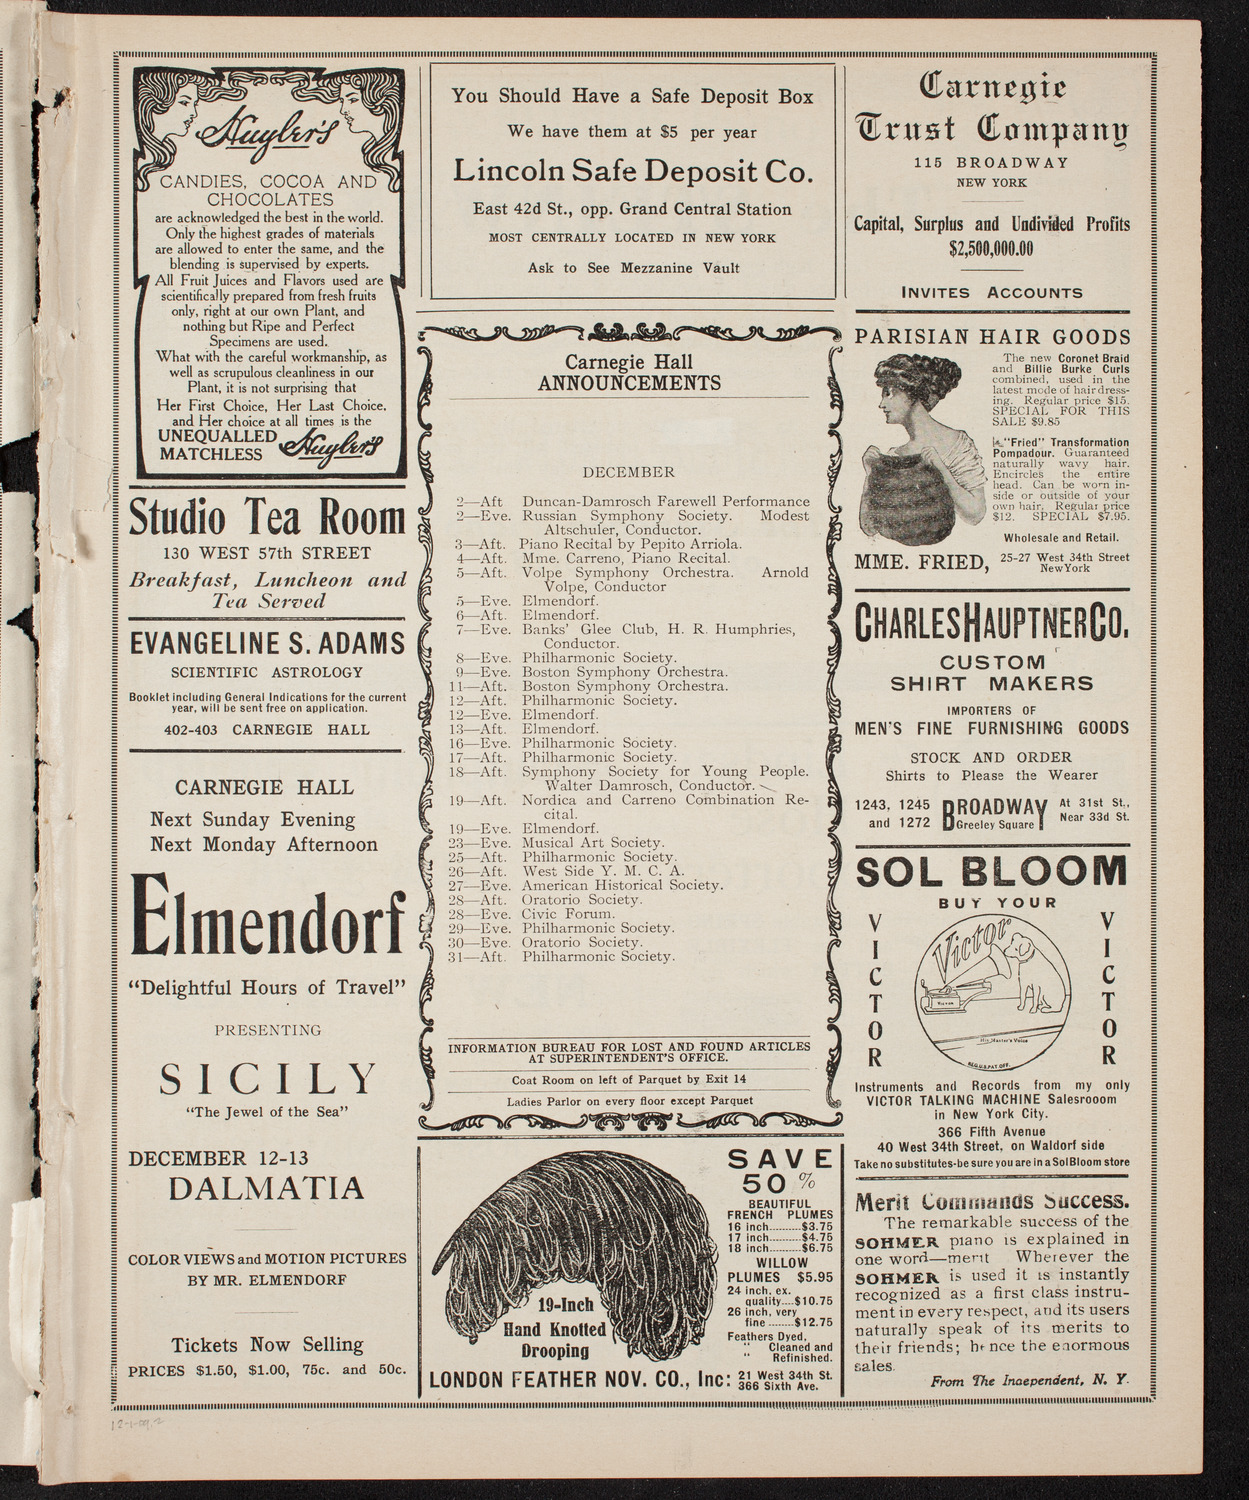 Huyler's
CANDIES, COCOA AND
CHOCOLATES
are acknowledged the best in the world.
Only the highest grades of materials
are allowed to enter the same, and the
blending is supervised by experts.
All Fruit Juices and Flavors used are
scientifically prepared from fresh fruits
only, right at our own Plant, and
nothing but Ripe and Perfect
Specimens are used.
What with the careful workmanship, as
well as scrupulous cleanliness in our
Plant, it is not surprising that
Her First Choice, Her Last Choice,
and Her choice at all times is the
UNEQUALLED
MATCHLESS Huyler's
Studio Tea Room
130 WEST 57th STREET
Breakfast, Luncheon and
Tea Served
EVANGELINE S. ADAMS
SCIENTIFIC ASTROLOGY
Booklet including General Indications for the current
year, will be sent free on application.
402-403 CARNEGIE HALL
CARNEGIE HALL
Next Sunday Evening
Next Monday Afternoon
Elmendorf
"Delightful Hours of Travel"
PRESENTING
SICILY
"The Jewel of the Sea"
DECEMBER 12-13
DALMATIA
COLOR VIEWS and MOTION PICTURES
BY MR. ELMENDORF
Tickets Now Selling
PRICES $1.50, $1.00, 75c. and 50c.
12-1-09.2
You Should Have a Safe Deposit Box
We have them at $5 per year
Lincoln Safe Deposit Co.
East 42d St., opp. Grand Central Station
MOST CENTRALLY LOCATED IN NEW YORK
Ask to See Mezzanine Vault
Carnegie Hall
ANNOUNCEMENTS
DECEMBER
2—Aft Duncan-Damrosch Farewell Performance
2—Eve. Russian Symphony Society. Modest
Altschuler, Conductor.
3—Aft. Piano Recital by Pepito Arriola.
4—Aft. Mme. Carreno, Piano Recital.
5—Aft. Volpe Symphony Orchestra. Arnold
Volpe, Conductor
5—Eve. Elmendorf.
6—Aft. Elmendorf.
7—Eve. Banks' Glee Club, H. R. Humphries,
Conductor.
8—Eve. Philharmonic Society.
9—Eve. Boston Symphony Orchestra.
11—Aft. Boston Symphony Orchestra.
12—Aft. Philharmonic Society.
12—Eve. Elmendorf.
13—Aft. Elmendorf.
16—Eve. Philharmonic Society.
17—Aft. Philharmonic Society.
18—Aft. Symphony Society for Young People.
Walter Damrosch, Conductor.
19—Aft. Nordica and Carreno Combination Re-
cital.
19—Eve. Elmendorf.
23—Eve. Musical Art Society.
25—Aft. Philharmonic Society.
26—Aft. West Side Y. M. C. A.
27—Eve. American Historical Society.
28—Aft. Oratorio Society.
28—Eve. Civic Forum.
29—Eve. Philharmonic Society.
30—Eve. Oratorio Society.
31—Aft. Philharmonic Society.
INFORMATION BUREAU FOR LOST AND FOUND ARTICLES
AT SUPERINTENDENT'S OFFICE.
Coat Room on left of Parquet by Exit 14
Ladies Parlor on every floor except Parquet
19-Inch
Hand Knotted
Drooping
SAVE
50 %
BEAUTIFUL
FRENCH PLUMES
16 inch..........$3.75
17 inch..........$4.75
18 inch..........$6.75
WILLOW
PLUMES $5.95
24 inch, ex.
quality....$10.75
26 inch, very
fine ........$12.75
Feathers Dyed,
" Cleaned and
" Refinished.
LONDON FEATHER NOV. CO., Inc: 21 West 34th St.
366 Sixth Ave.
Carnegie
Trust Company
115 BROADWAY
NEW YORK
Capital, Surplus and Undivided Profits
$2,500,000.00
INVITES ACCOUNTS
PARISIAN HAIR GOODS
The new Coronet Braid
and Billie Burke Curls
combined, used in the
latest mode of hairdress-
ing. Regular price $15.
SPECIAL FOR THIS
SALE $9.85
"Fried" Transformation
Pompadour. Guaranteed
naturally wavy hair.
Encircles the entire
head. Can be worn in-
side or outside of your
own hair. Regular price
$12. SPECIAL $7.95.
Wholesale and Retail.
MME. FRIED, 25-27 West 34th Street
NewYork
CHARLES HAUPTNER CO.
CUSTOM
SHIRT MAKERS
IMPORTERS OF
MEN'S FINE FURNISHING GOODS
STOCK AND ORDER
Shirts to Please the Wearer
1243, 1245
and 1272
BROADWAY
Greeley Square
At 31st St.,
Near 33d St.
SOL BLOOM
BUY YOUR
VICTOR
Victor
VICTOR
VICTOR
His Master's Voice
REG.U.S.PAT.OFF.
Instruments and Records from my only
VICTOR TALKING MACHINE Salesrooom
in New York City.
366 Fifth Avenue
40 West 34th Street, on Waldorf side
Take no substitutes-be sure you are in a Sol Bloom store
Merit Commands Success.
The remarkable success of the
SOHMER piano is explained in
one word—merit Wherever the
SOHMER is used it is instantly
recognized as a first class instru-
ment in every respect, and its users
naturally speak of its merits to
their friends; hence the enormous
sales.
From The Independent, N. Y.